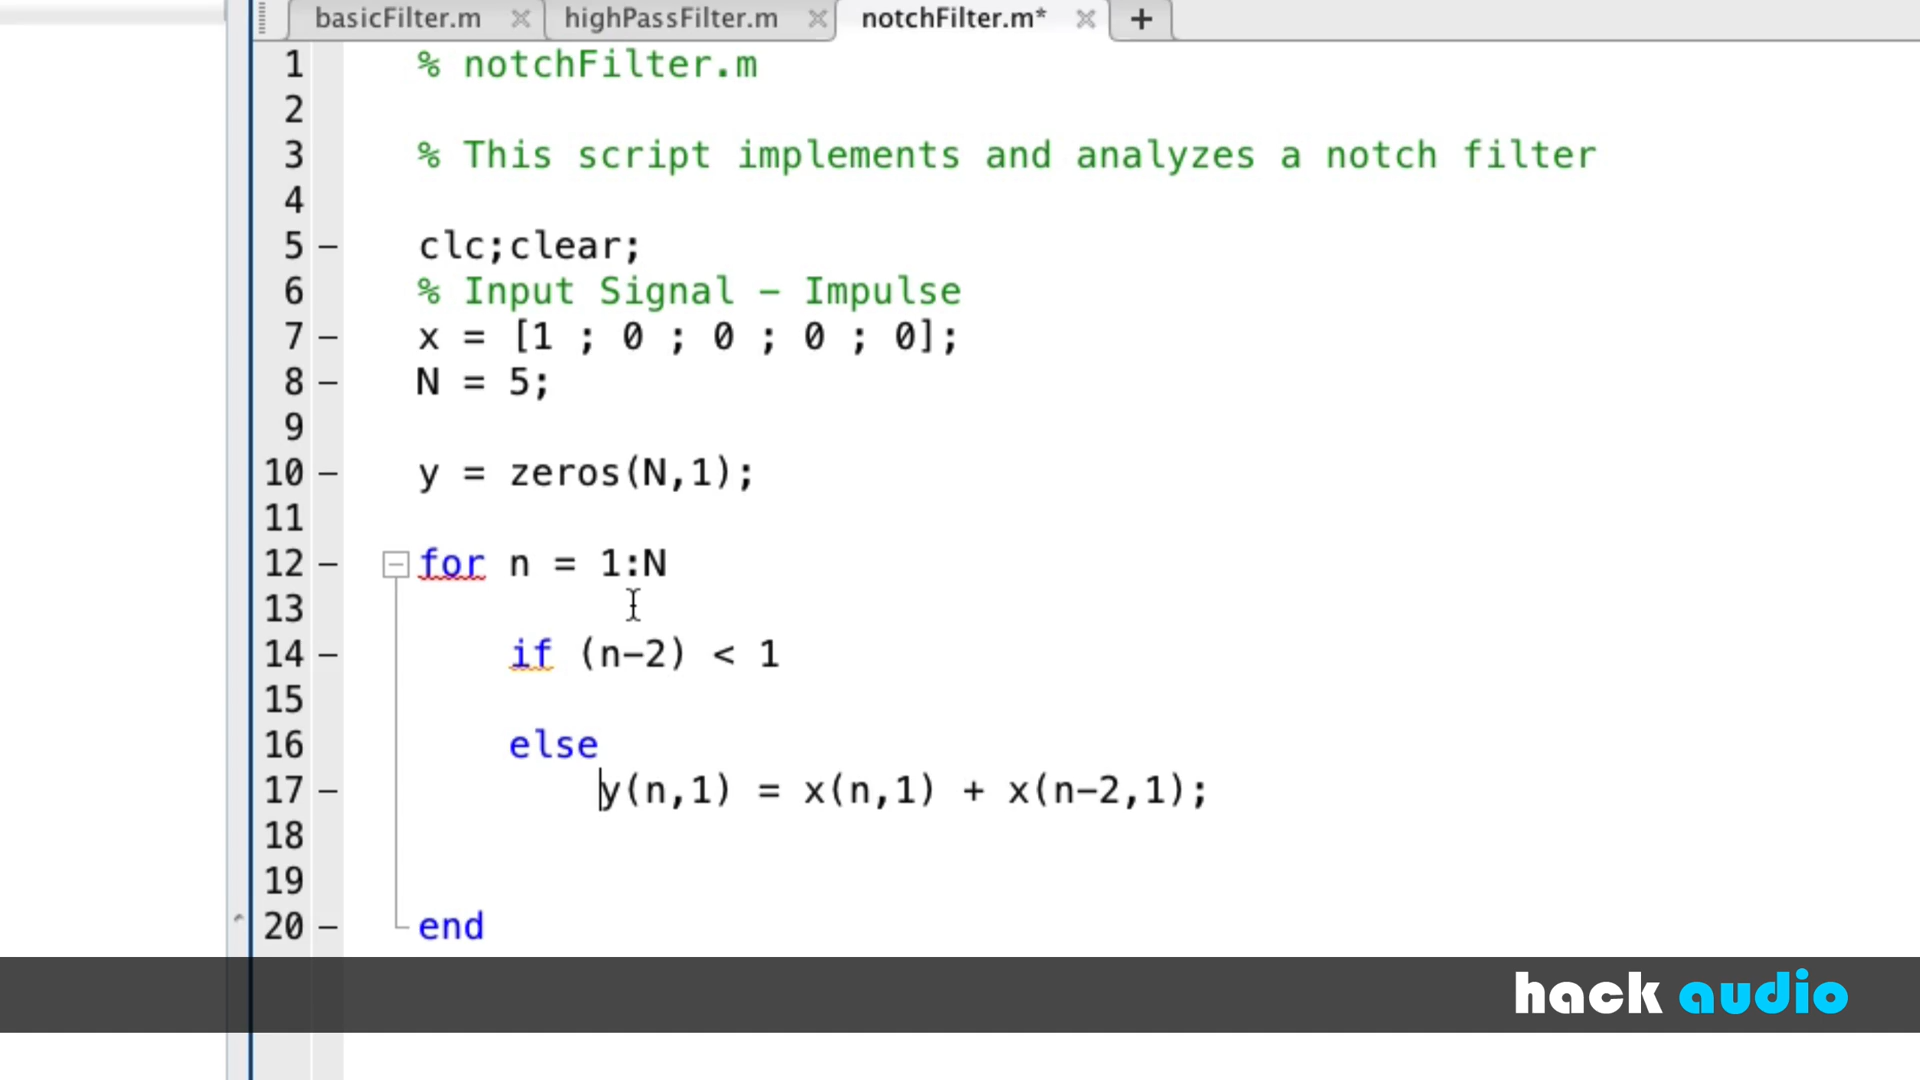 basicFilter.m highPassFilter.m notchFilter.m*
1 % notchFilter.m
2
3 % This script implements and analyzes a notch filter
4
5 – clc;clear;
6 % Input Signal – Impulse
7 – x = [1 ; 0 ; 0 ; 0 ; 0];
8 – N = 5;
9
10 – y = zeros(N,1);
11
12 – for n = 1:N
13
14 – if (n–2) < 1
15
16 else
17 – y(n,1) = x(n,1) + x(n–2,1);
18
19
20 – end
hack audio